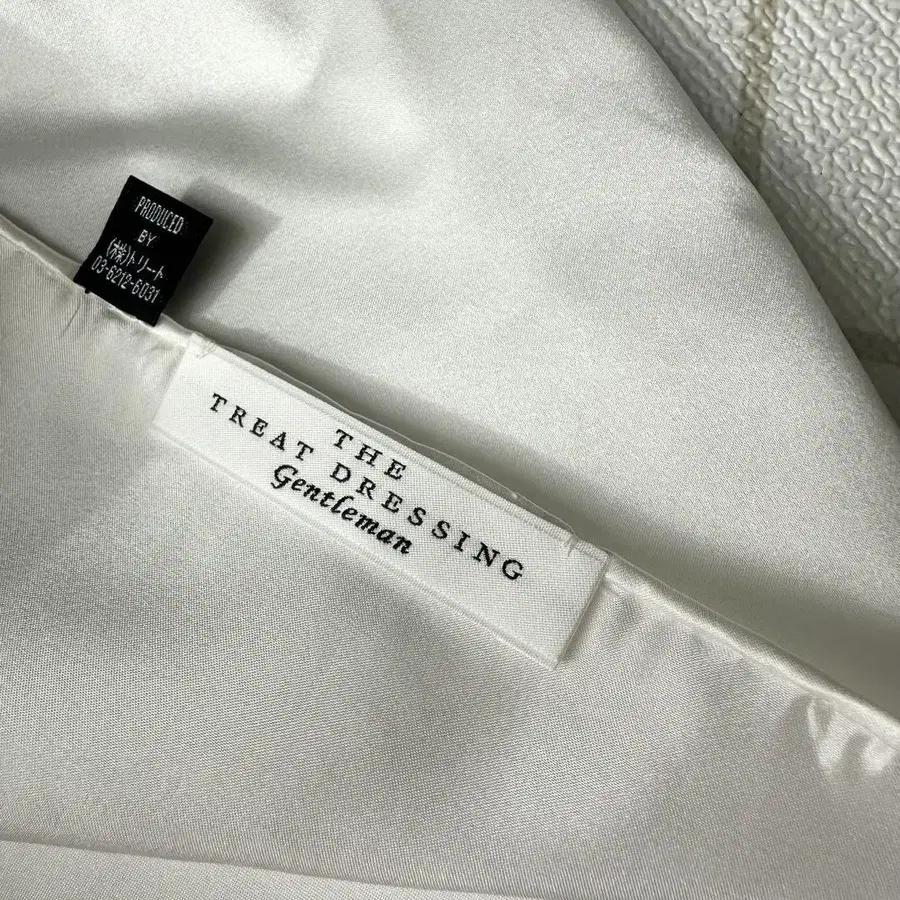 PRODUCED
BY
(株)トリート
03-6212-6031
THE
TREAT DRESSING
Gentleman